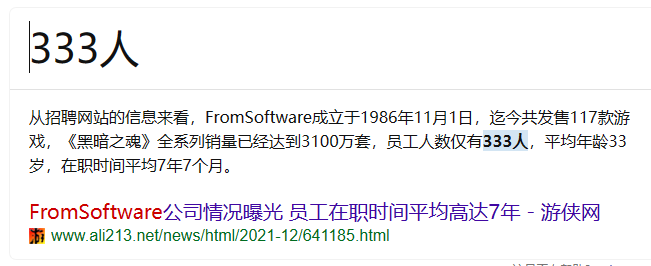 333人
从招聘网站的信息来看，FromSoftware成立于1986年11月1日，迄今共发售117款游
戏，《黑暗之魂》全系列销量已经达到3100万套，员工人数仅有333人，平均年龄33
岁，在职时间平均7年7个月。
FromSoftware公司情况曝光 员工在职时间平均高达7年 - 游侠网
游 www.ali213.net/news/html/2021-12/641185.html